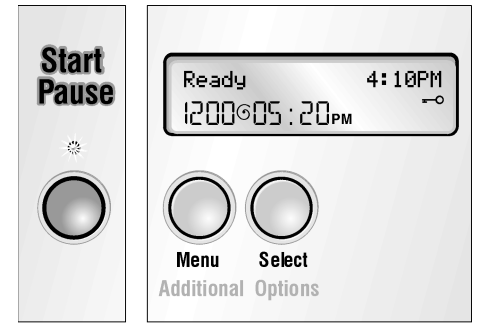 Start
Pause
Ready 4:10PM
1200 05:20PM
Menu Select
Additional Options